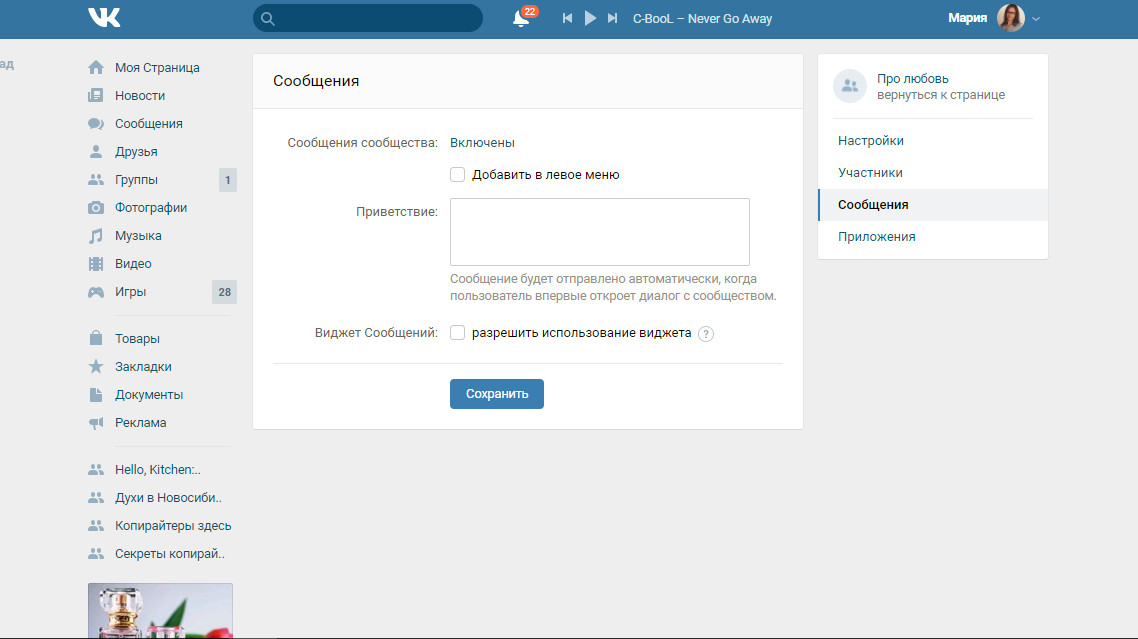 VK
22
C-BooL – Never Go Away
Мария
ад
Моя Страница
Новости
Сообщения
Друзья
Группы
1
Фотографии
Музыка
Видео
Игры
28
Товары
Закладки
Документы
Реклама
Hello, Kitchen:..
Духи в Новосиби..
Копирайтеры здесь
Секреты копирай..
Сообщения
Сообщения сообщества: Включены
Добавить в левое меню
Приветствие:
Сообщение будет отправлено автоматически, когда
пользователь впервые откроет диалог с сообществом.
Виджет Сообщений: разрешить использование виджета ?
Сохранить
Про любовь
вернуться к странице
Настройки
Участники
Сообщения
Приложения